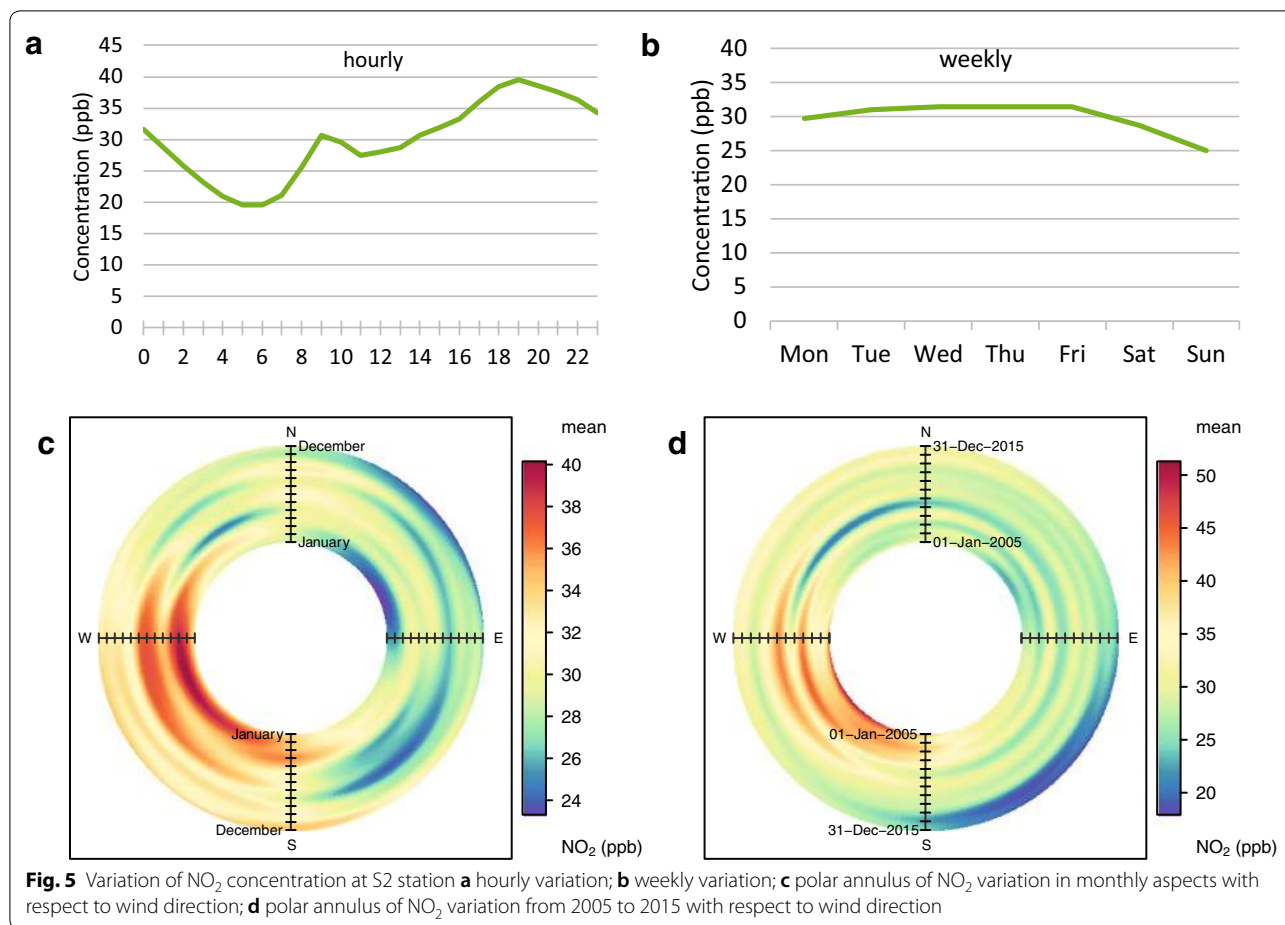 a
hourly
Concentration (ppb)
45
40
35
30
25
20
15
10
5
0
0 2 4 6 8 10 12 14 16 18 20 22
b
weekly
Concentration (ppb)
40
35
30
25
20
15
10
5
0
Mon Tue Wed Thu Fri Sat Sun
c
N
December
January
W
E
January
December
S
mean
40
38
36
34
32
30
28
26
24
NO₂ (ppb)
d
N
31−Dec−2015
01−Jan−2005
W
E
01−Jan−2005
31−Dec−2015
S
mean
50
45
40
35
30
25
20
NO₂ (ppb)
Fig. 5 Variation of NO₂ concentration at S2 station a hourly variation; b weekly variation; c polar annulus of NO₂ variation in monthly aspects with
respect to wind direction; d polar annulus of NO₂ variation from 2005 to 2015 with respect to wind direction